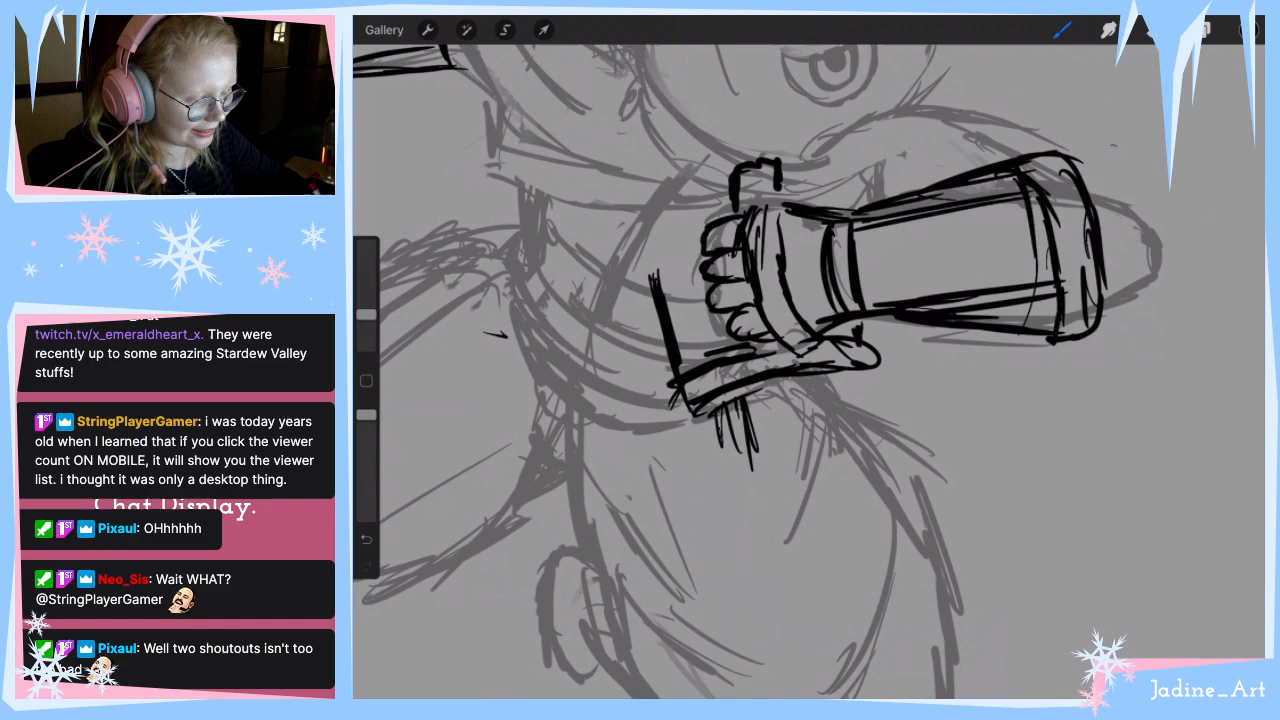 Gallery
twitch.tv/x_emeraldheart_x. They were
recently up to some amazing Stardew Valley
stuffs!
StringPlayerGamer: i was today years
old when I learned that if you click the viewer
count ON MOBILE, it will show you the viewer
list. i thought it was only a desktop thing.
Chat Display.
Pixaul: OHhhhhh
Neo_Sis: Wait WHAT?
@StringPlayerGamer
Pixaul: Well two shoutouts isn't too
Jadine_Art